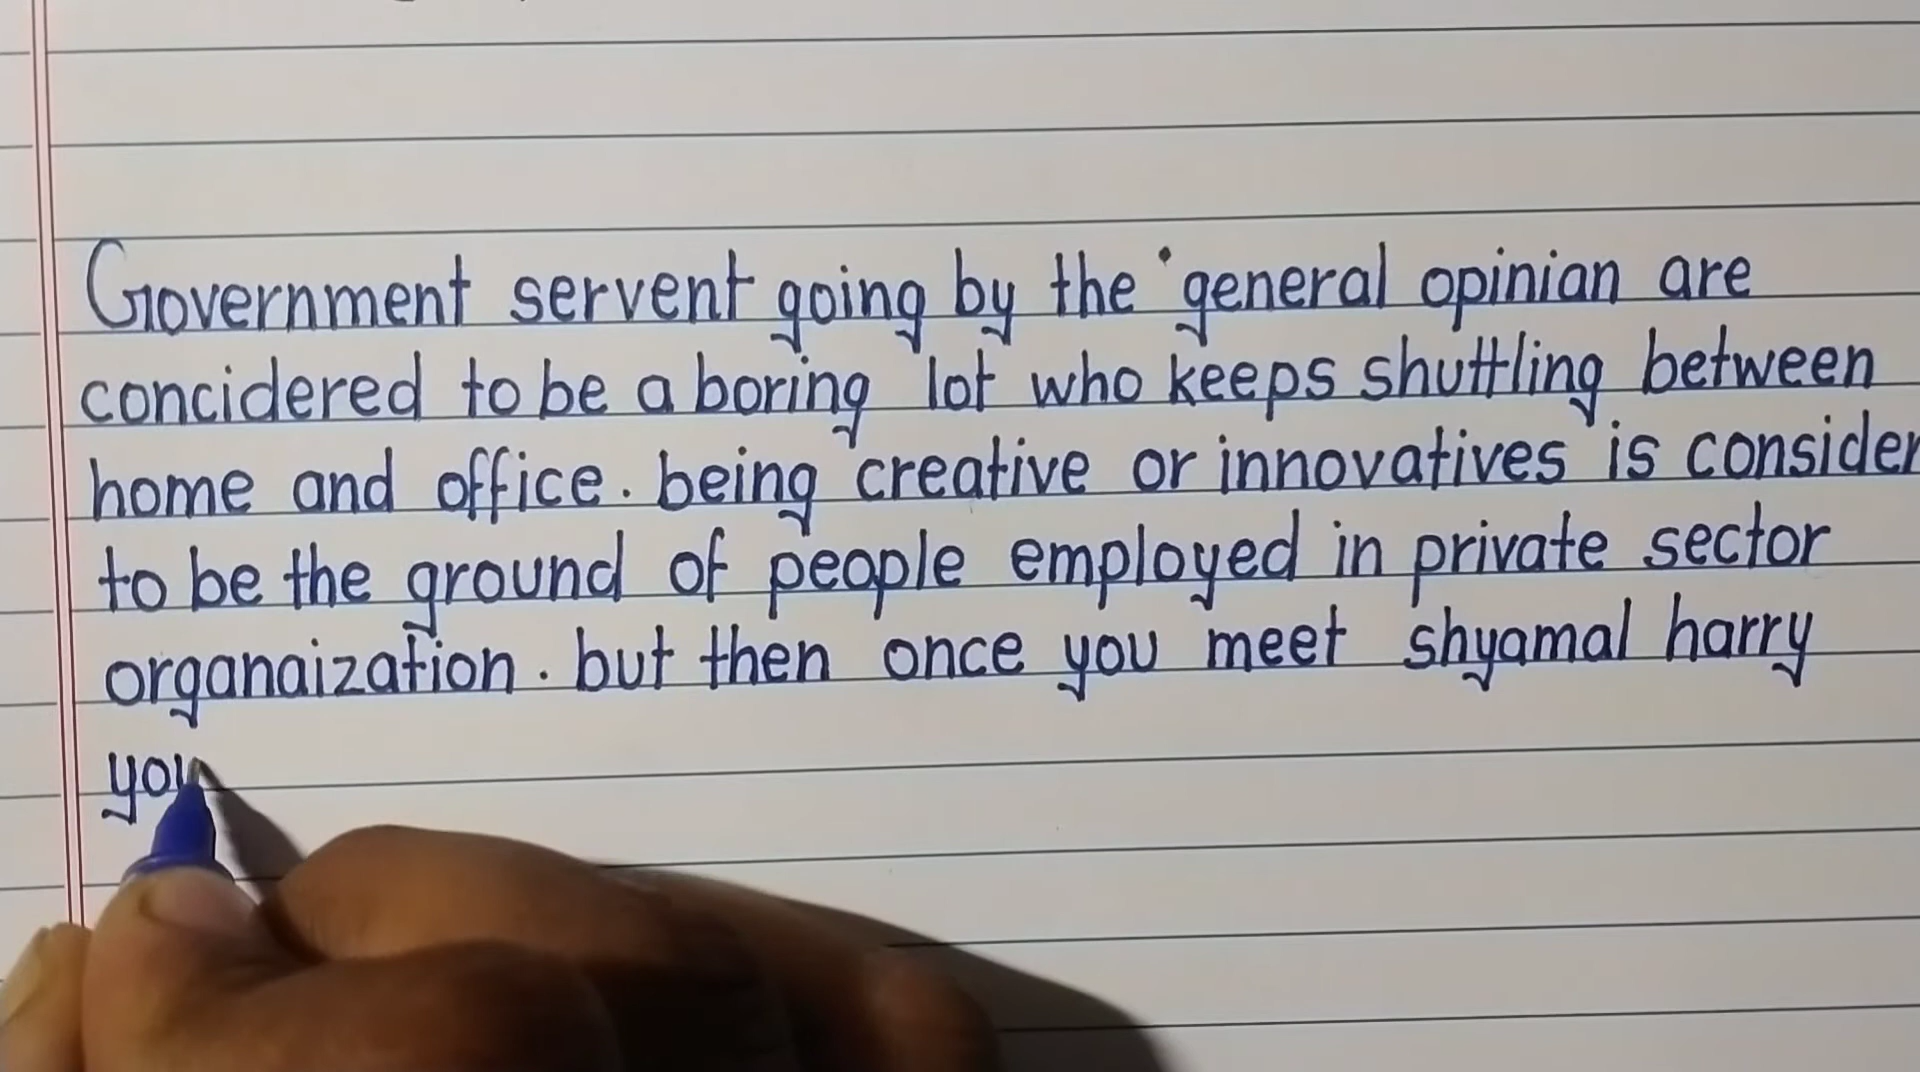 Government servent going by the general opinian are
concidered to be a boring lot who keeps shuttling between
home and office. being creative or innovatives is consider
to be the ground of people employed in private sector
organaization. but then once you meet shyamal harry
you